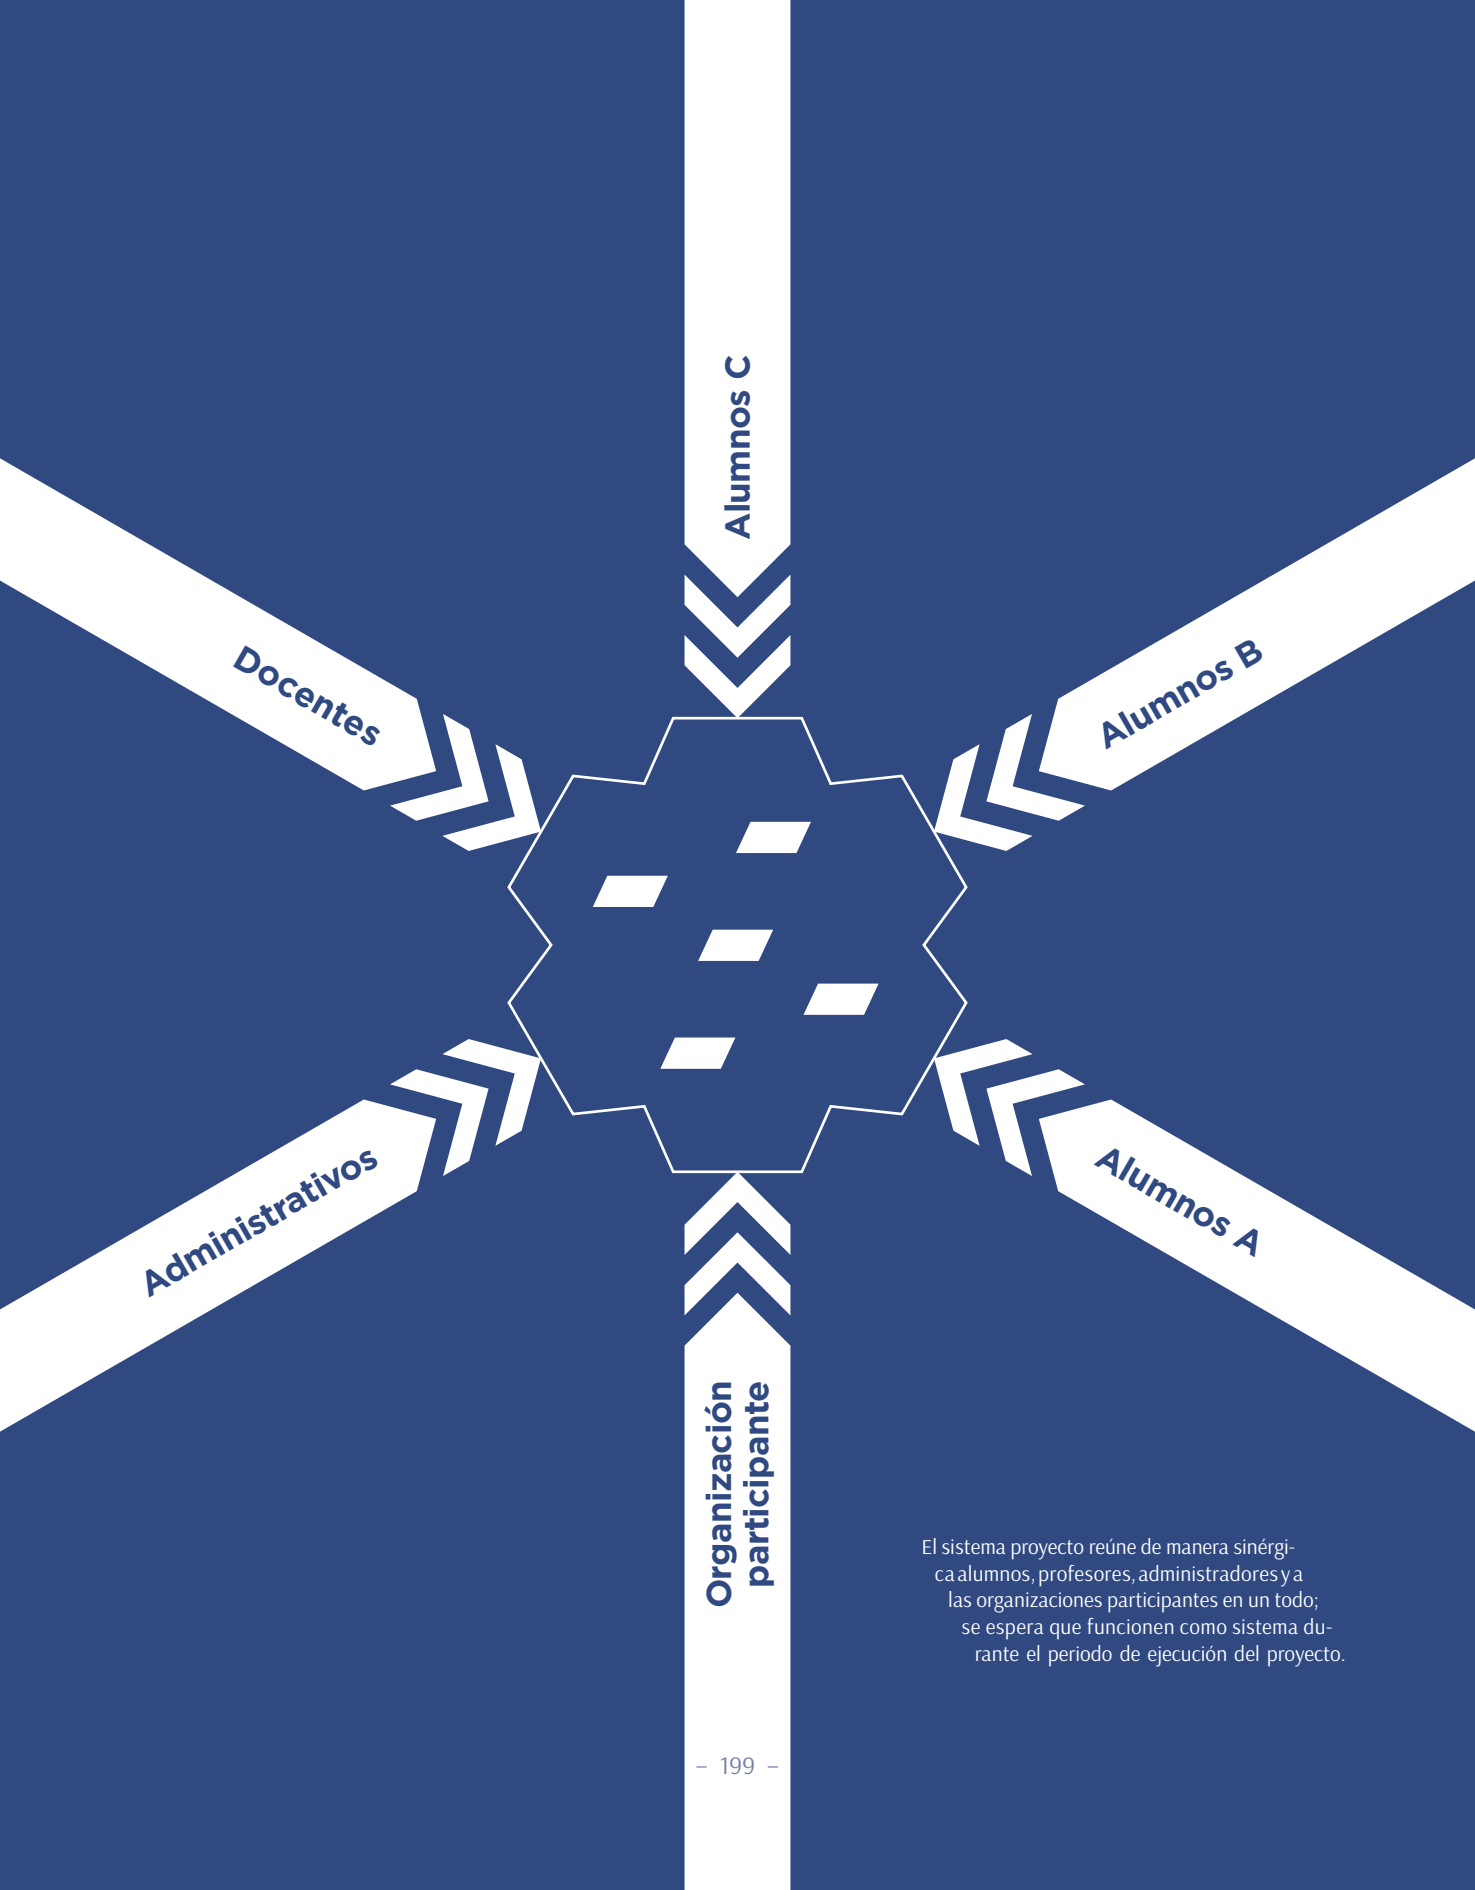 Alumnos C
Docentes
Alumnos B
Administrativos
Alumnos A
Organización
participante
El sistema proyecto reúne de manera sinérgi-
ca alumnos, profesores, administradores y a
las organizaciones participantes en un todo;
se espera que funcionen como sistema du-
rante el periodo de ejecución del proyecto.
– 199 –